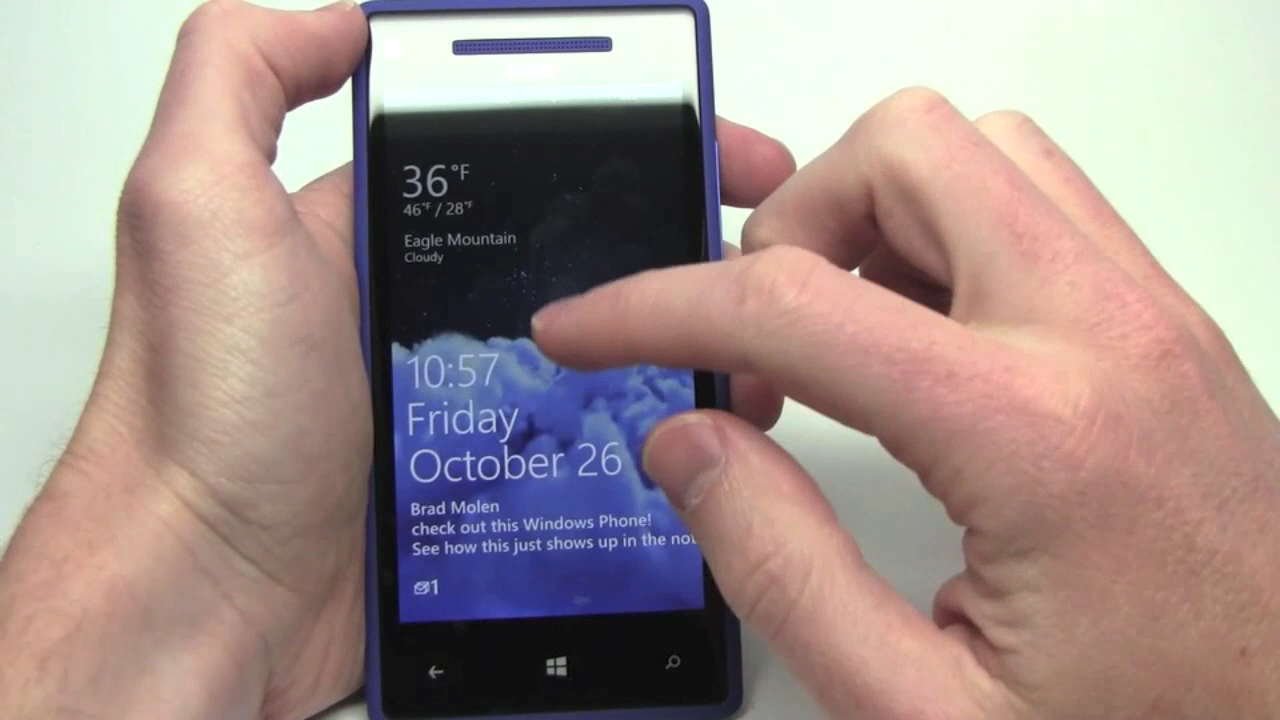 36°F
46°F / 28°F
Eagle Mountain
Cloudy
10:57
Friday
October 26
Brad Molen
check out this Windows Phone!
See how this just shows up in the not
1